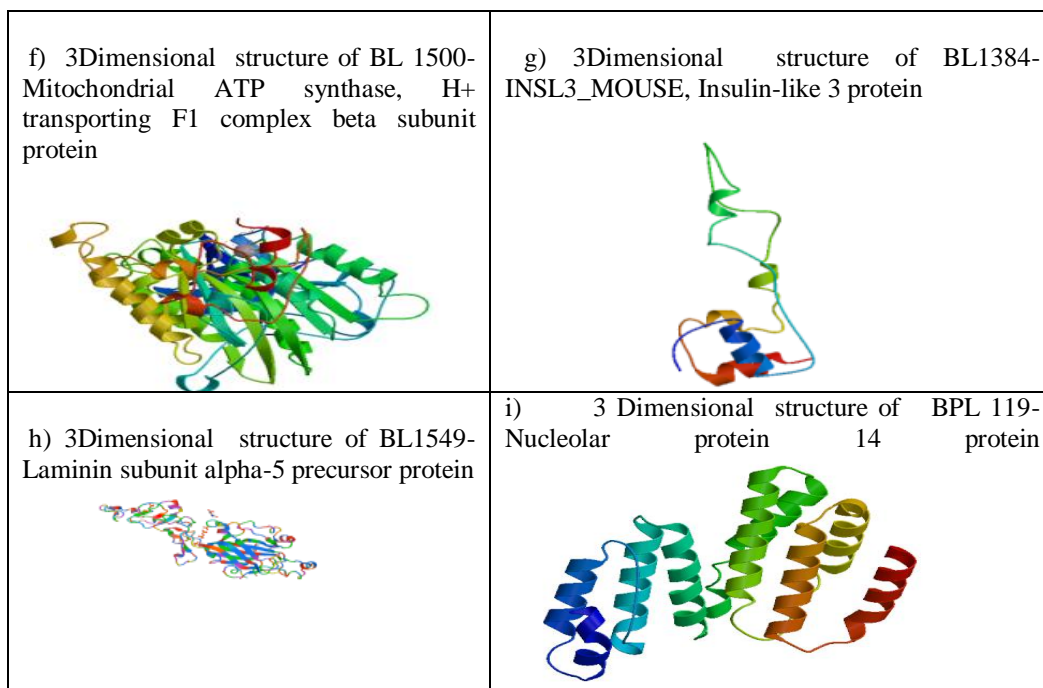 f) 3Dimensional structure of BL 1500-
Mitochondrial ATP synthase, H+
transporting F1 complex beta subunit
protein
g) 3Dimensional structure of BL1384-
INSL3_MOUSE, Insulin-like 3 protein
h) 3Dimensional structure of BL1549-
Laminin subunit alpha-5 precursor protein
i) 3 Dimensional structure of BPL 119-
Nucleolar protein 14 protein